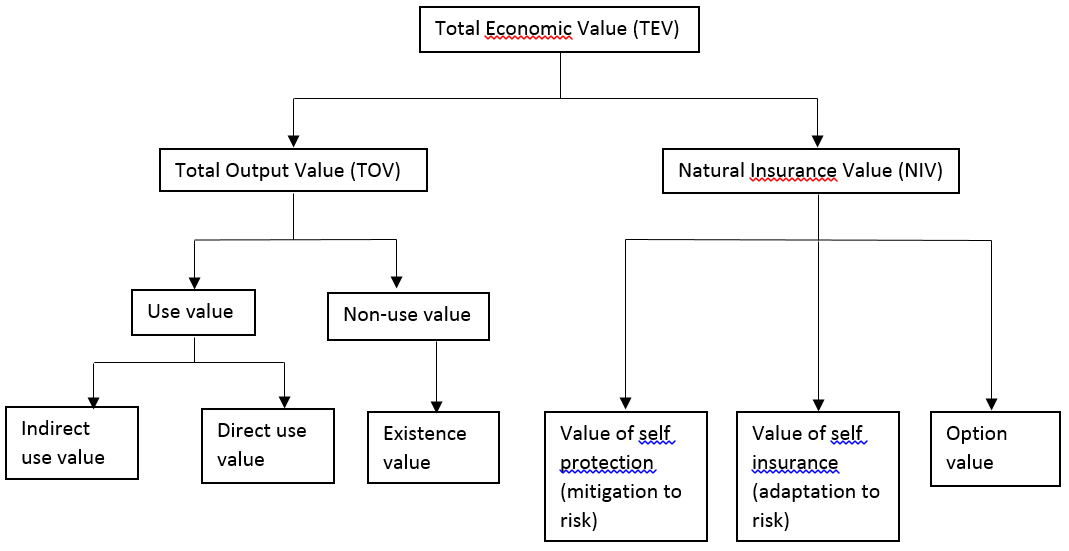 Total Economic Value (TEV)
Total Output Value (TOV)
Natural Insurance Value (NIV)
Use value
Non-use value
Indirect
use value
Direct use
value
Existence
value
Value of self
protection
(mitigation to
risk)
Value of self
insurance
(adaptation to
risk)
Option
value